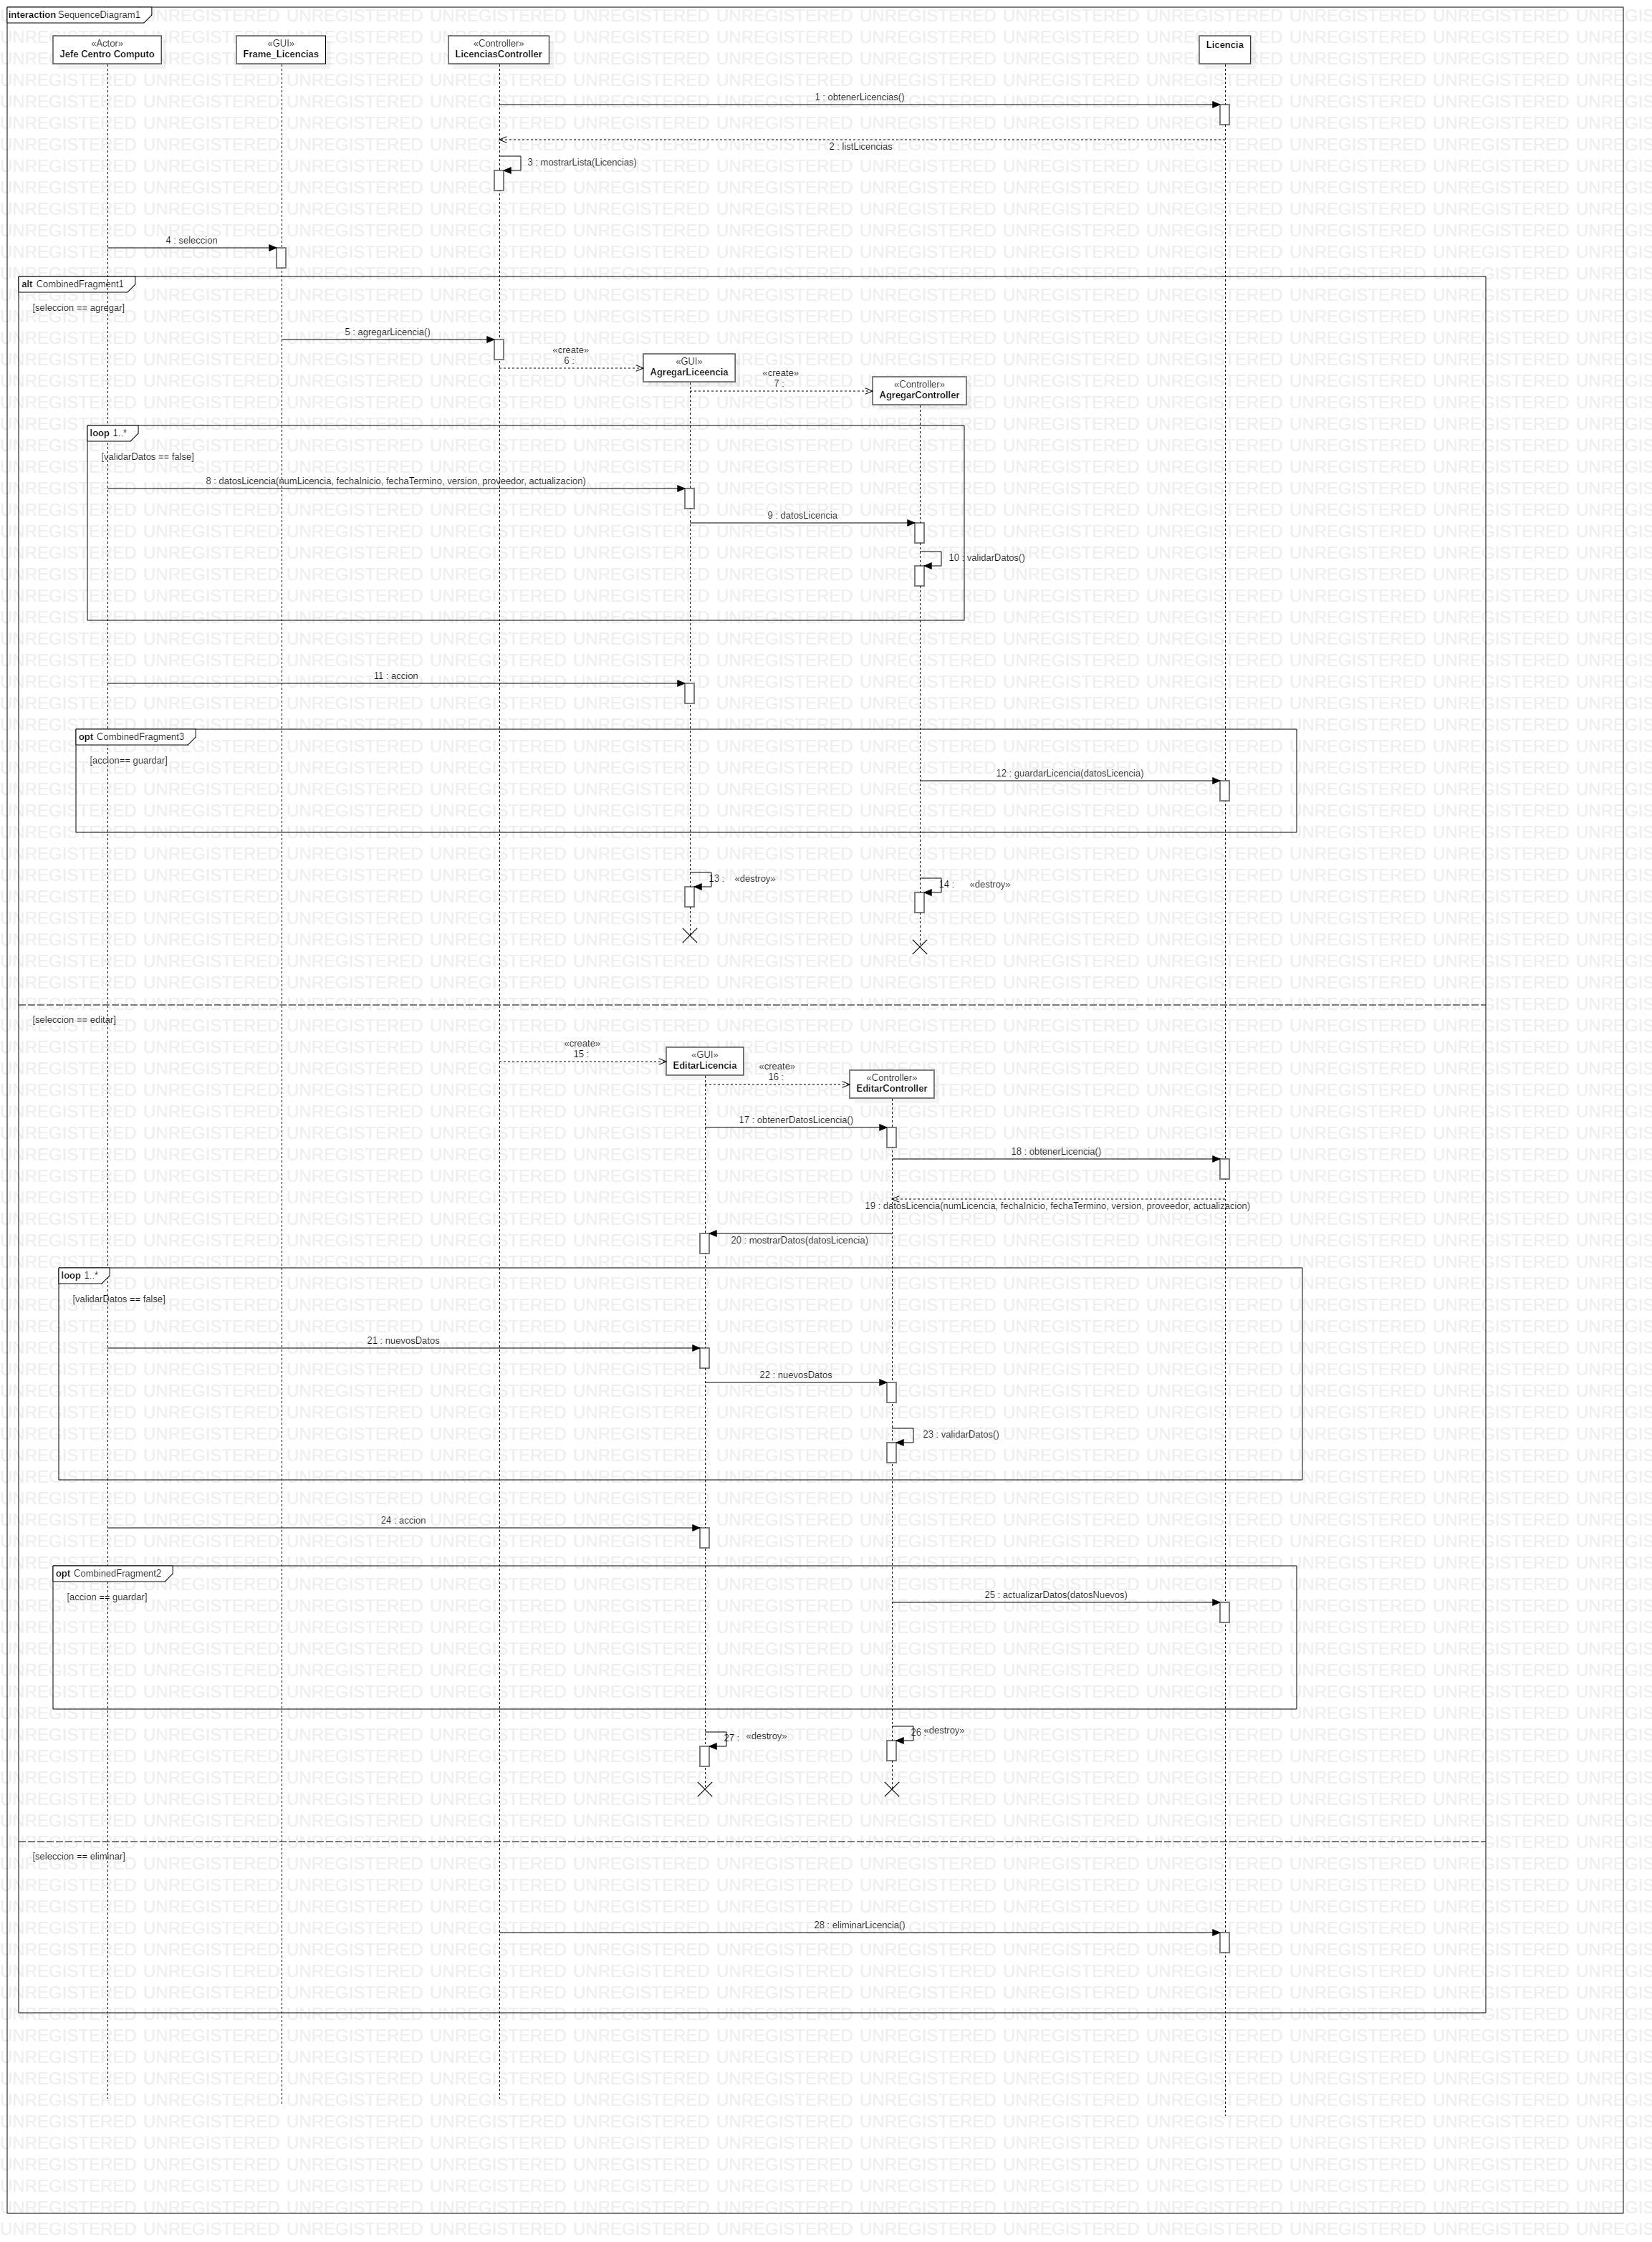 interaction SequenceDiagram1
«Actor»
Jefe Centro Computo
«GUI»
Frame_Licencias
«Controller»
LicenciasController
Licencia
1 : obtenerLicencias()
2 : listLicencias
3 : mostrarLista(Licencias)
4 : seleccion
alt CombinedFragment1
[seleccion == agregar]
5 : agregarLicencia()
«create»
6 :
«GUI»
AgregarLiceencia
«create»
7 :
«Controller»
AgregarController
loop 1..*
[validarDatos == false]
8 : datosLicencia(numLicencia, fechaInicio, fechaTermino, version, proveedor, actualizacion)
9 : datosLicencia
10 : validarDatos()
11 : accion
opt CombinedFragment3
[accion== guardar]
12 : guardarLicencia(datosLicencia)
13 : «destroy»
14 : «destroy»
[seleccion == editar]
«create»
15 :
«GUI»
EditarLicencia
«create»
16 :
«Controller»
EditarController
17 : obtenerDatosLicencia()
18 : obtenerLicencia()
19 : datosLicencia(numLicencia, fechaInicio, fechaTermino, version, proveedor, actualizacion)
20 : mostrarDatos(datosLicencia)
loop 1..*
[validarDatos == false]
21 : nuevosDatos
22 : nuevosDatos
23 : validarDatos()
24 : accion
opt CombinedFragment2
[accion == guardar]
25 : actualizarDatos(datosNuevos)
26 : «destroy»
27 : «destroy»
[seleccion == eliminar]
28 : eliminarLicencia()
UNREGISTERED